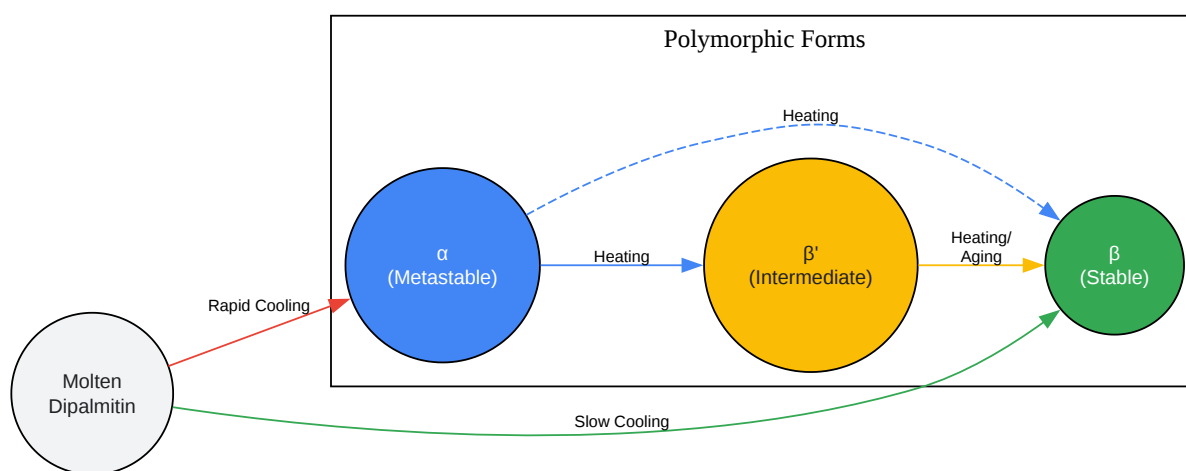 Polymorphic Forms
Heating
α
(Metastable)
Heating
β'
(Intermediate)
Heating/
Aging
β
(Stable)
Rapid Cooling
Molten
Dipalmitin
Slow Cooling